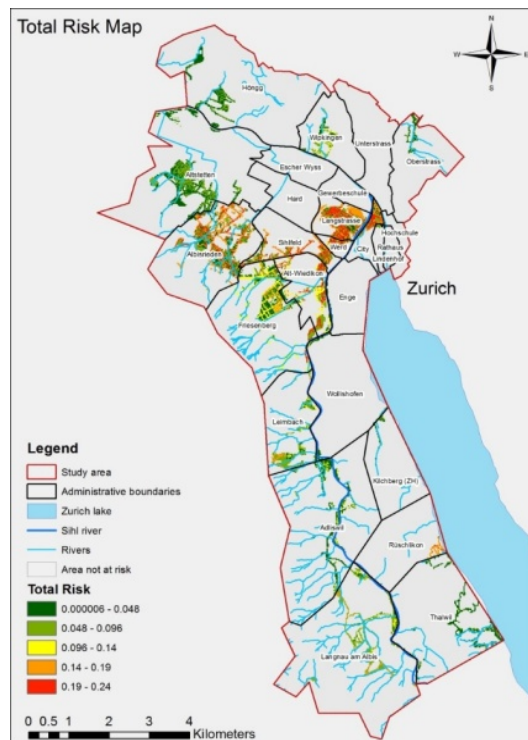 Total Risk Map
N
W
E
S
Höngg
Wipkingen
Unterstrass
Oberstrass
Escher Wyss
Altstetten
Gewerbeschule
Hard
Langstrasse
Hochschule
Werd
City
Rathaus
Sihlfeld
Lindenhof
Albisrieden
Alt-Wiedikon
Zurich
Enge
Friesenberg
Wollishofen
Leimbach
Kilchberg (ZH)
Adliswil
Rüschlikon
Thalwil
Langnau am Albis
Legend
Study area
Administrative boundaries
Zurich lake
Sihl river
Rivers
Area not at risk
Total Risk
0.000006 - 0.048
0.048 - 0.096
0.096 - 0.14
0.14 - 0.19
0.19 - 0.24
0 0.5 1 2 3 4
Kilometers